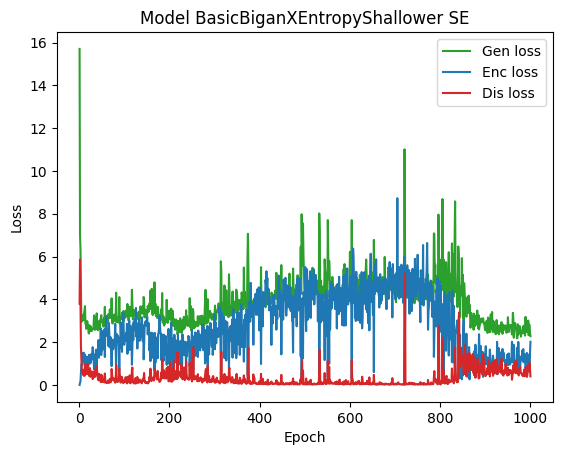 Model BasicBiganXEntropyShallower SE
Gen loss
Enc loss
Dis loss
Loss
16
14
12
10
8
6
4
2
0
0 200 400 600 800 1000
Epoch